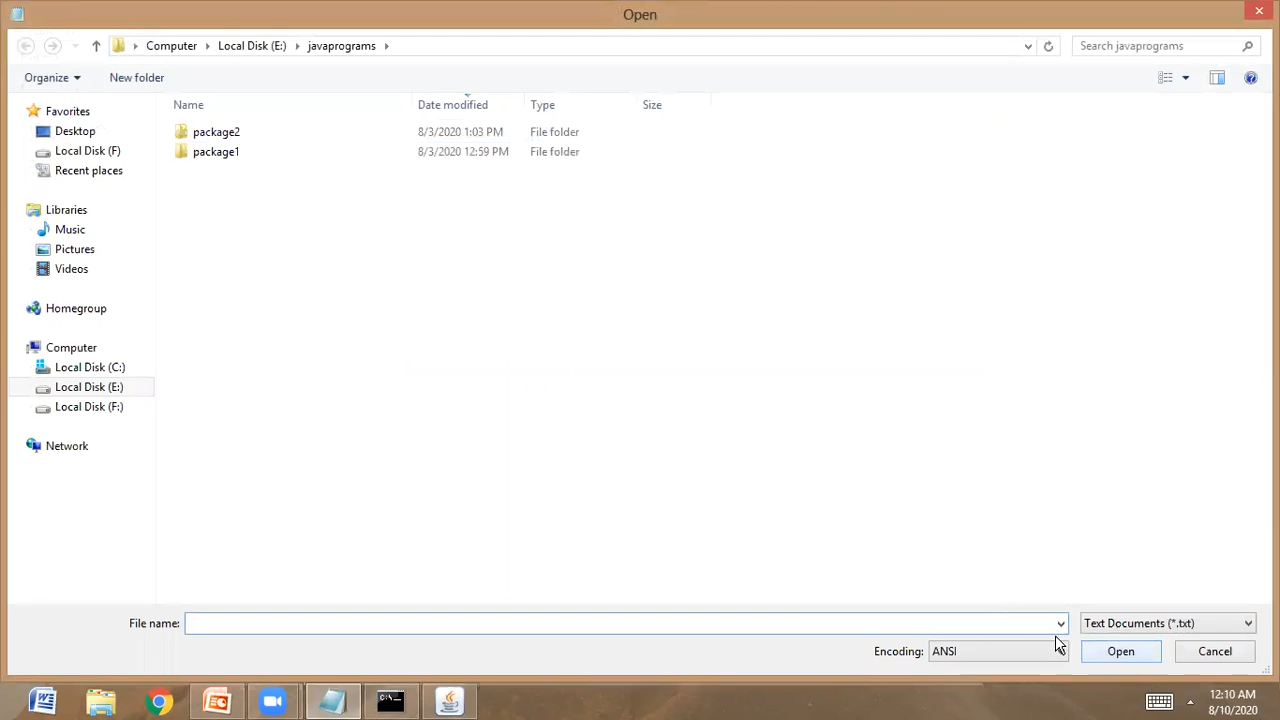 Open
Computer Local Disk (E:) javaprograms Search javaprograms
Organize New folder
Name Date modified Type Size
package2 8/3/2020 1:03 PM File folder
package1 8/3/2020 12:59 PM File folder
Favorites
Desktop
Local Disk (F)
Recent places
Libraries
Music
Pictures
Videos
Homegroup
Computer
Local Disk (C:)
Local Disk (E:)
Local Disk (F:)
Network
File name: Text Documents (*.txt)
Encoding: ANSI Open Cancel
12:10 AM
8/10/2020